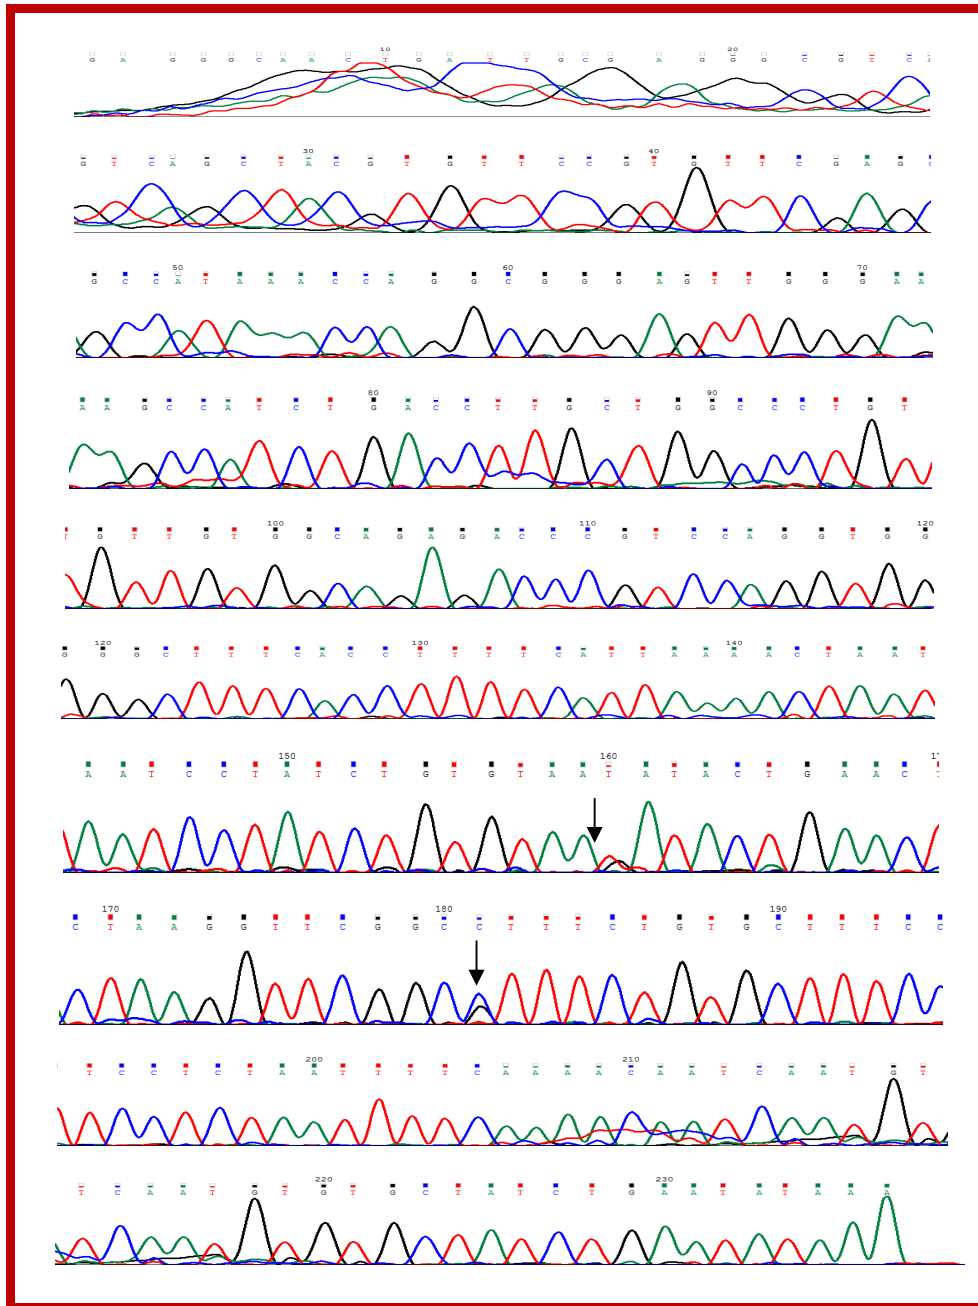 10 20
G A G G G C A A C T G A T T G C G A G G G C G T C
30 40
G T C A G C T A C G T G T T C C G T G T T C G A G
50 60 70
G C C A T A A A C C A G G C G G G A G T T G G G A A
80 90
A A G C C A T C T G A C C T T G C T G G C C C T G T
100 110 120
T G T T G T G G C A G A G A C C C G T C C A G G T G G
120 130 140
G G G C T T T C A C C T T T T C A T T A A A A C T A A T
150 160
A A T C C T A T C T G T G T A A T A T A C T G A A C T
170 180 190
C T A A G G T T C G G C C T T T C T G T G C T T T C C
200 210
T C C T C T A A T T T T C A A A A C A A T C A A T G T
220 230
T C A A T G T G T G C T A T C T G A A T A T A A A